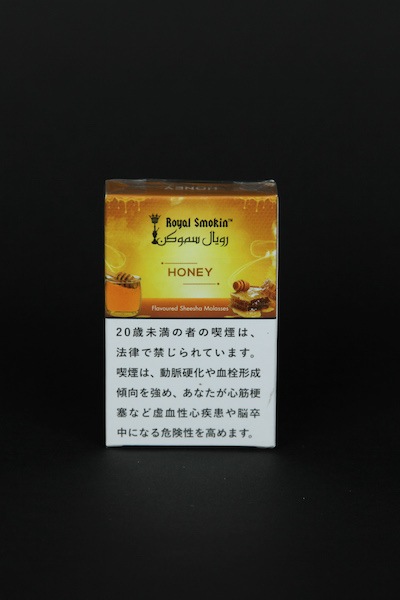 HONEY
Royal Smokin™
رويال سموكن
HONEY
Flavoured Sheesha Molasses
20歳未満の者の喫煙は、
法律で禁じられています。
喫煙は、動脈硬化や血栓形成
傾向を強め、あなたが心筋梗
塞など虚血性心疾患や脳卒
中になる危険性を高めます。